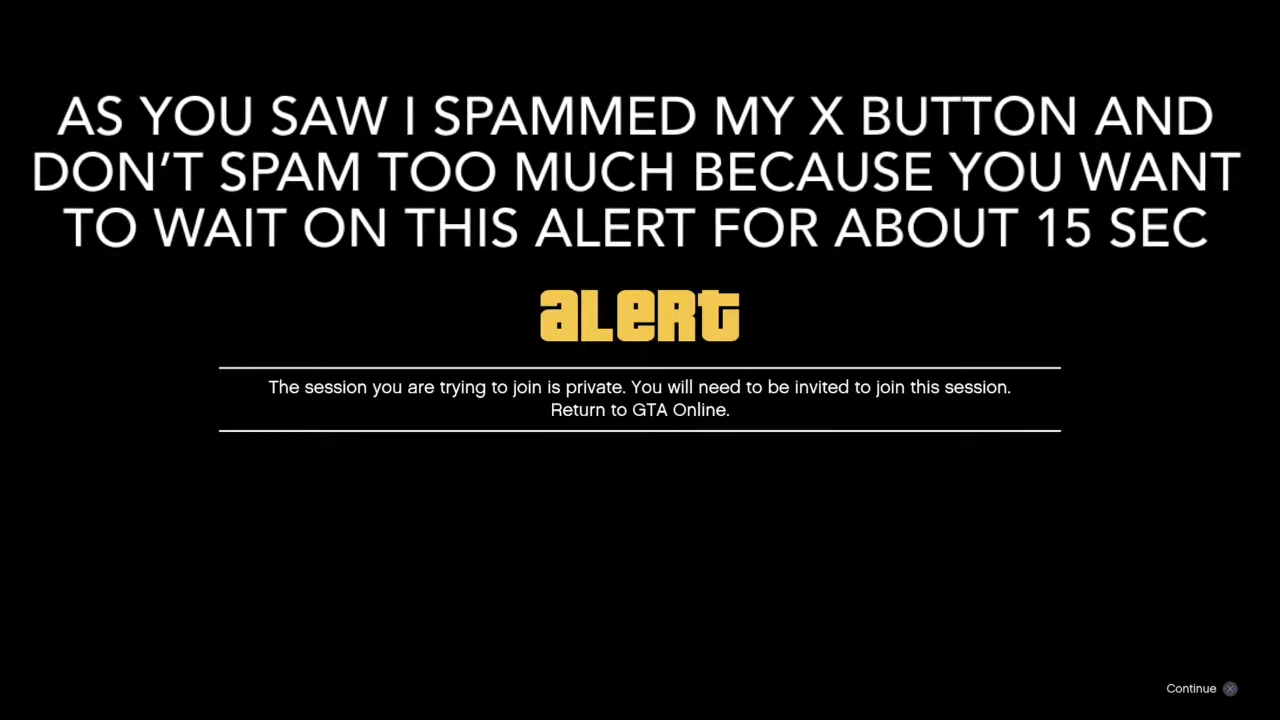 AS YOU SAW I SPAMMED MY X BUTTON AND
DON'T SPAM TOO MUCH BECAUSE YOU WANT
TO WAIT ON THIS ALERT FOR ABOUT 15 SEC
alert
The session you are trying to join is private. You will need to be invited to join this session.
Return to GTA Online.
Continue